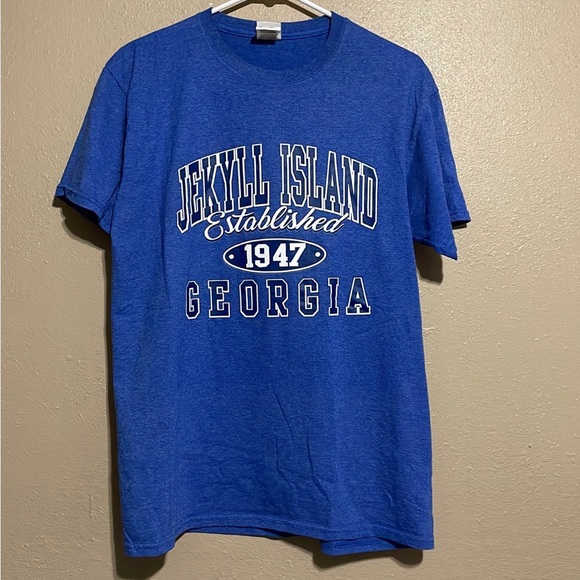 JEKYLL ISLAND
Established
1947
GEORGIA